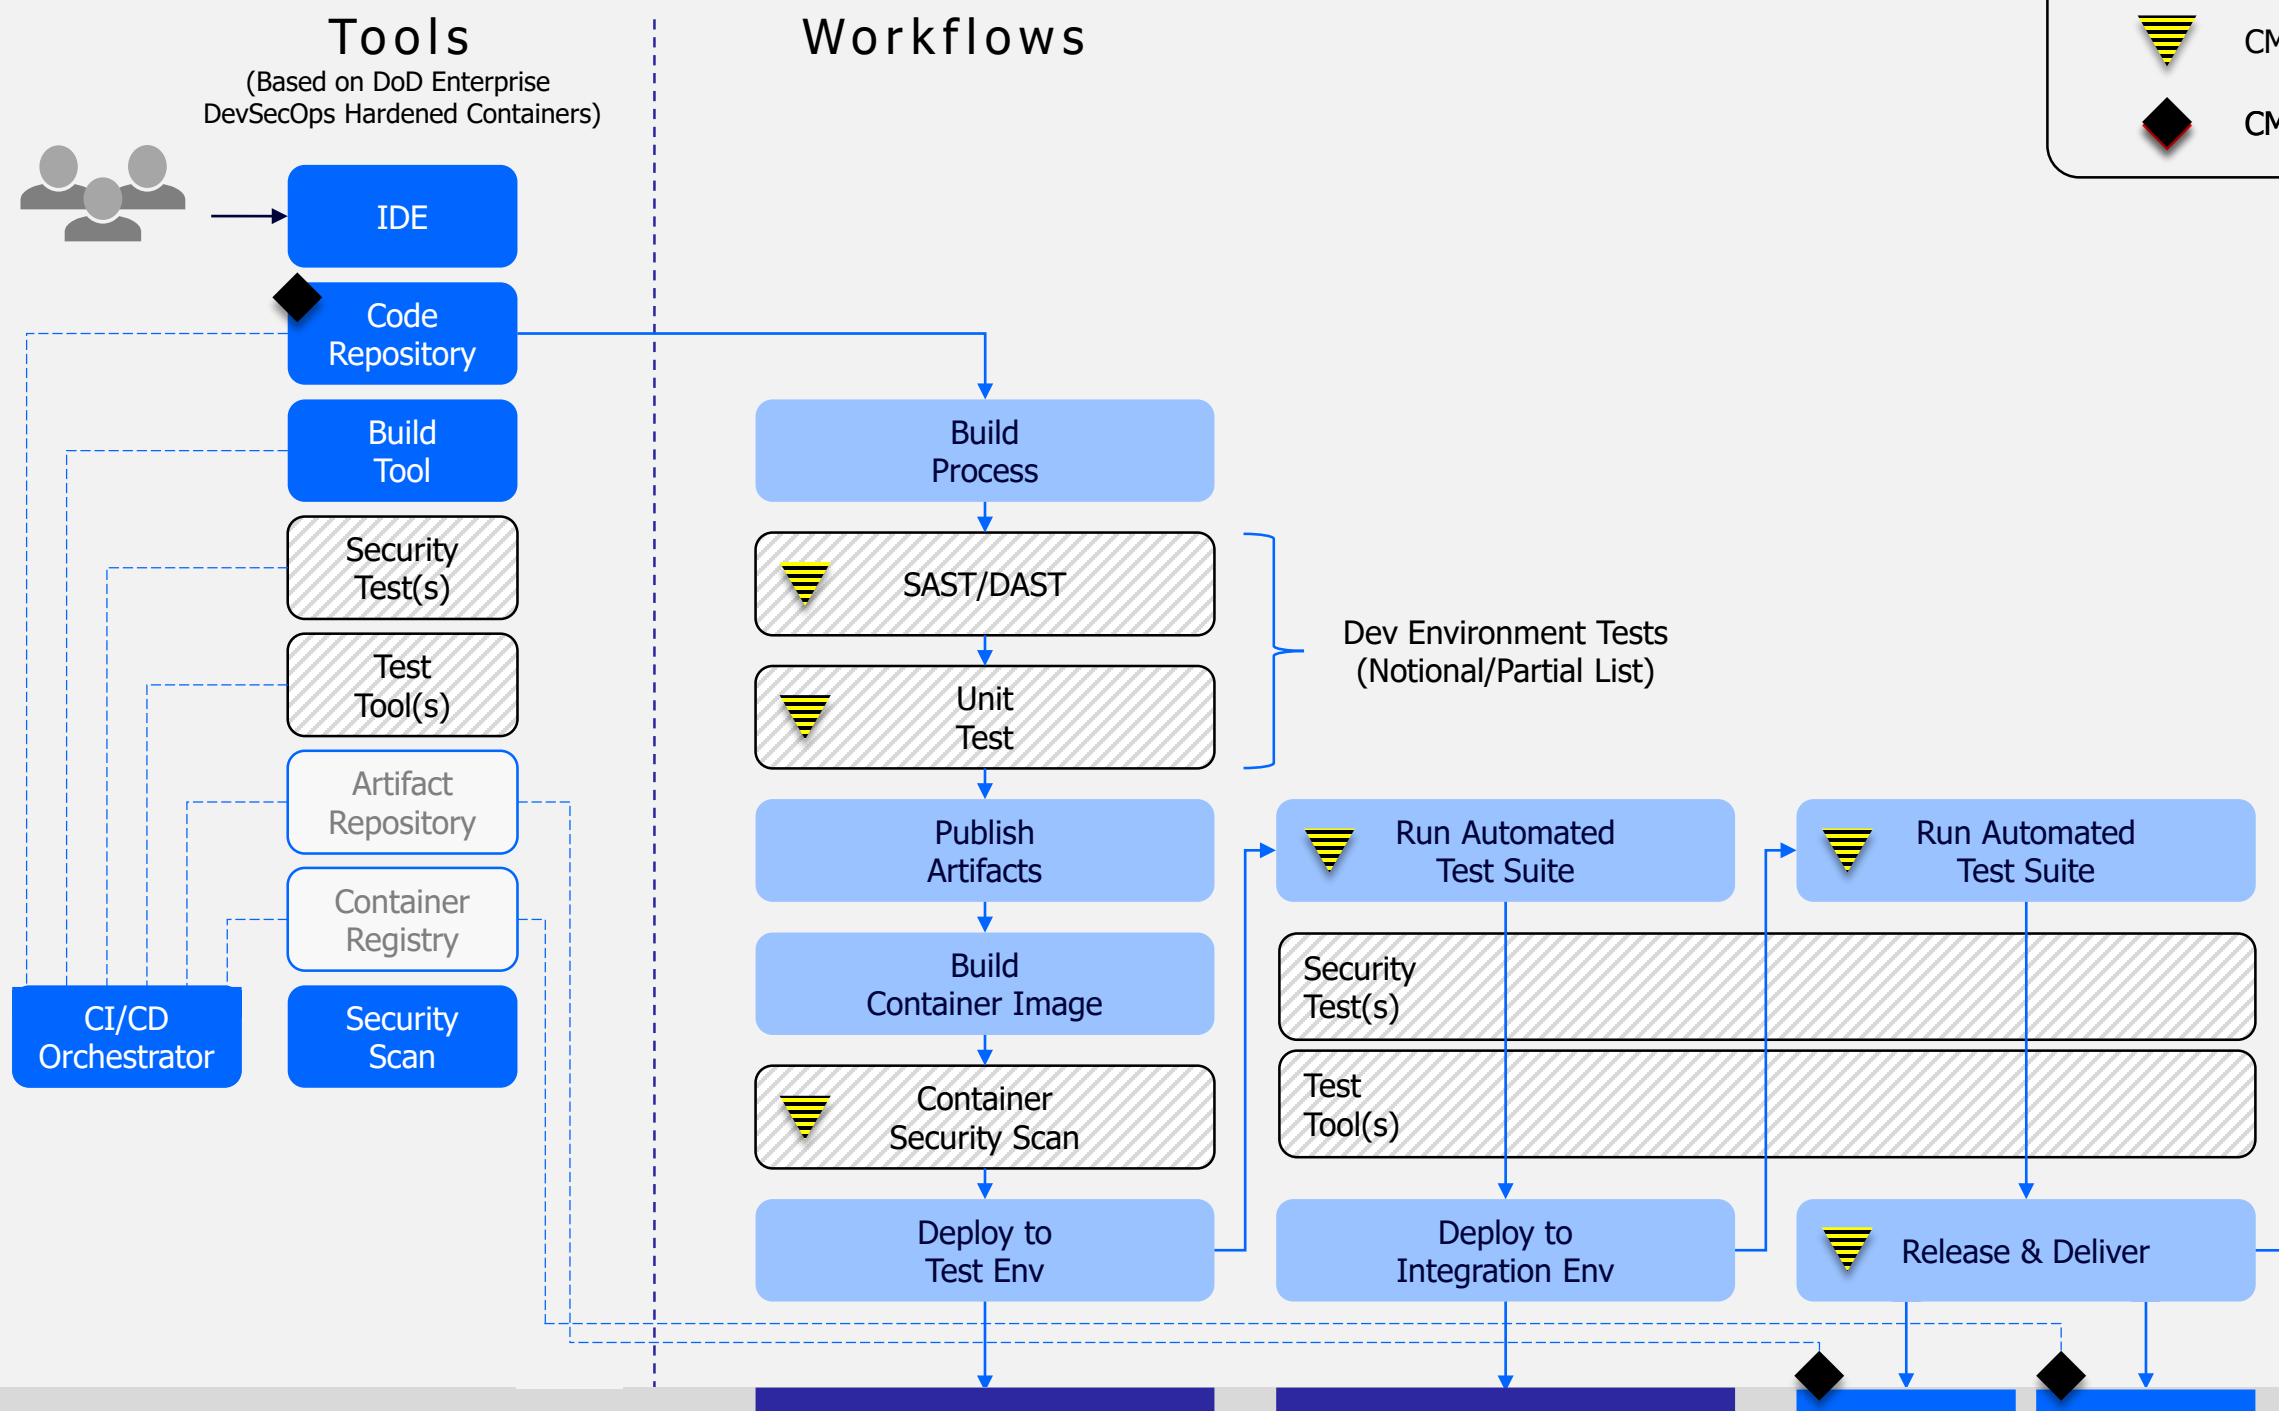 Tools
(Based on DoD Enterprise
DevSecOps Hardened Containers)
Workflows
CM
CM
IDE
Code
Repository
Build
Tool
Security
Test(s)
Test
Tool(s)
Artifact
Repository
Container
Registry
CI/CD
Orchestrator
Security
Scan
Build
Process
SAST/DAST
Unit
Test
Dev Environment Tests
(Notional/Partial List)
Publish
Artifacts
Build
Container Image
Container
Security Scan
Deploy to
Test Env
Run Automated
Test Suite
Run Automated
Test Suite
Security
Test(s)
Test
Tool(s)
Deploy to
Integration Env
Release & Deliver